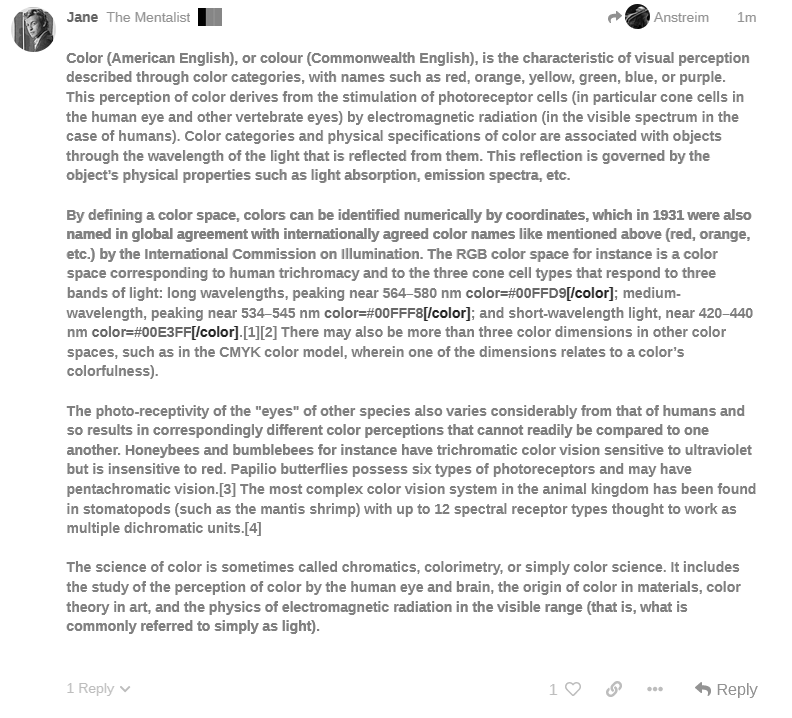 Jane The Mentalist Anstreim 1m
Color (American English), or colour (Commonwealth English), is the characteristic of visual perception
described through color categories, with names such as red, orange, yellow, green, blue, or purple.
This perception of color derives from the stimulation of photoreceptor cells (in particular cone cells in
the human eye and other vertebrate eyes) by electromagnetic radiation (in the visible spectrum in the
case of humans). Color categories and physical specifications of color are associated with objects
through the wavelength of the light that is reflected from them. This reflection is governed by the
object’s physical properties such as light absorption, emission spectra, etc.
By defining a color space, colors can be identified numerically by coordinates, which in 1931 were also
named in global agreement with internationally agreed color names like mentioned above (red, orange,
etc.) by the International Commission on Illumination. The RGB color space for instance is a color
space corresponding to human trichromacy and to the three cone cell types that respond to three
bands of light: long wavelengths, peaking near 564–580 nm color=#00FFD9[/color]; medium-
wavelength, peaking near 534–545 nm color=#00FFF8[/color]; and short-wavelength light, near 420–440
nm color=#00E3FF[/color].[1][2] There may also be more than three color dimensions in other color
spaces, such as in the CMYK color model, wherein one of the dimensions relates to a color’s
colorfulness).
The photo-receptivity of the "eyes" of other species also varies considerably from that of humans and
so results in correspondingly different color perceptions that cannot readily be compared to one
another. Honeybees and bumblebees for instance have trichromatic color vision sensitive to ultraviolet
but is insensitive to red. Papilio butterflies possess six types of photoreceptors and may have
pentachromatic vision.[3] The most complex color vision system in the animal kingdom has been found
in stomatopods (such as the mantis shrimp) with up to 12 spectral receptor types thought to work as
multiple dichromatic units.[4]
The science of color is sometimes called chromatics, colorimetry, or simply color science. It includes
the study of the perception of color by the human eye and brain, the origin of color in materials, color
theory in art, and the physics of electromagnetic radiation in the visible range (that is, what is
commonly referred to simply as light).
1 Reply 1 Reply